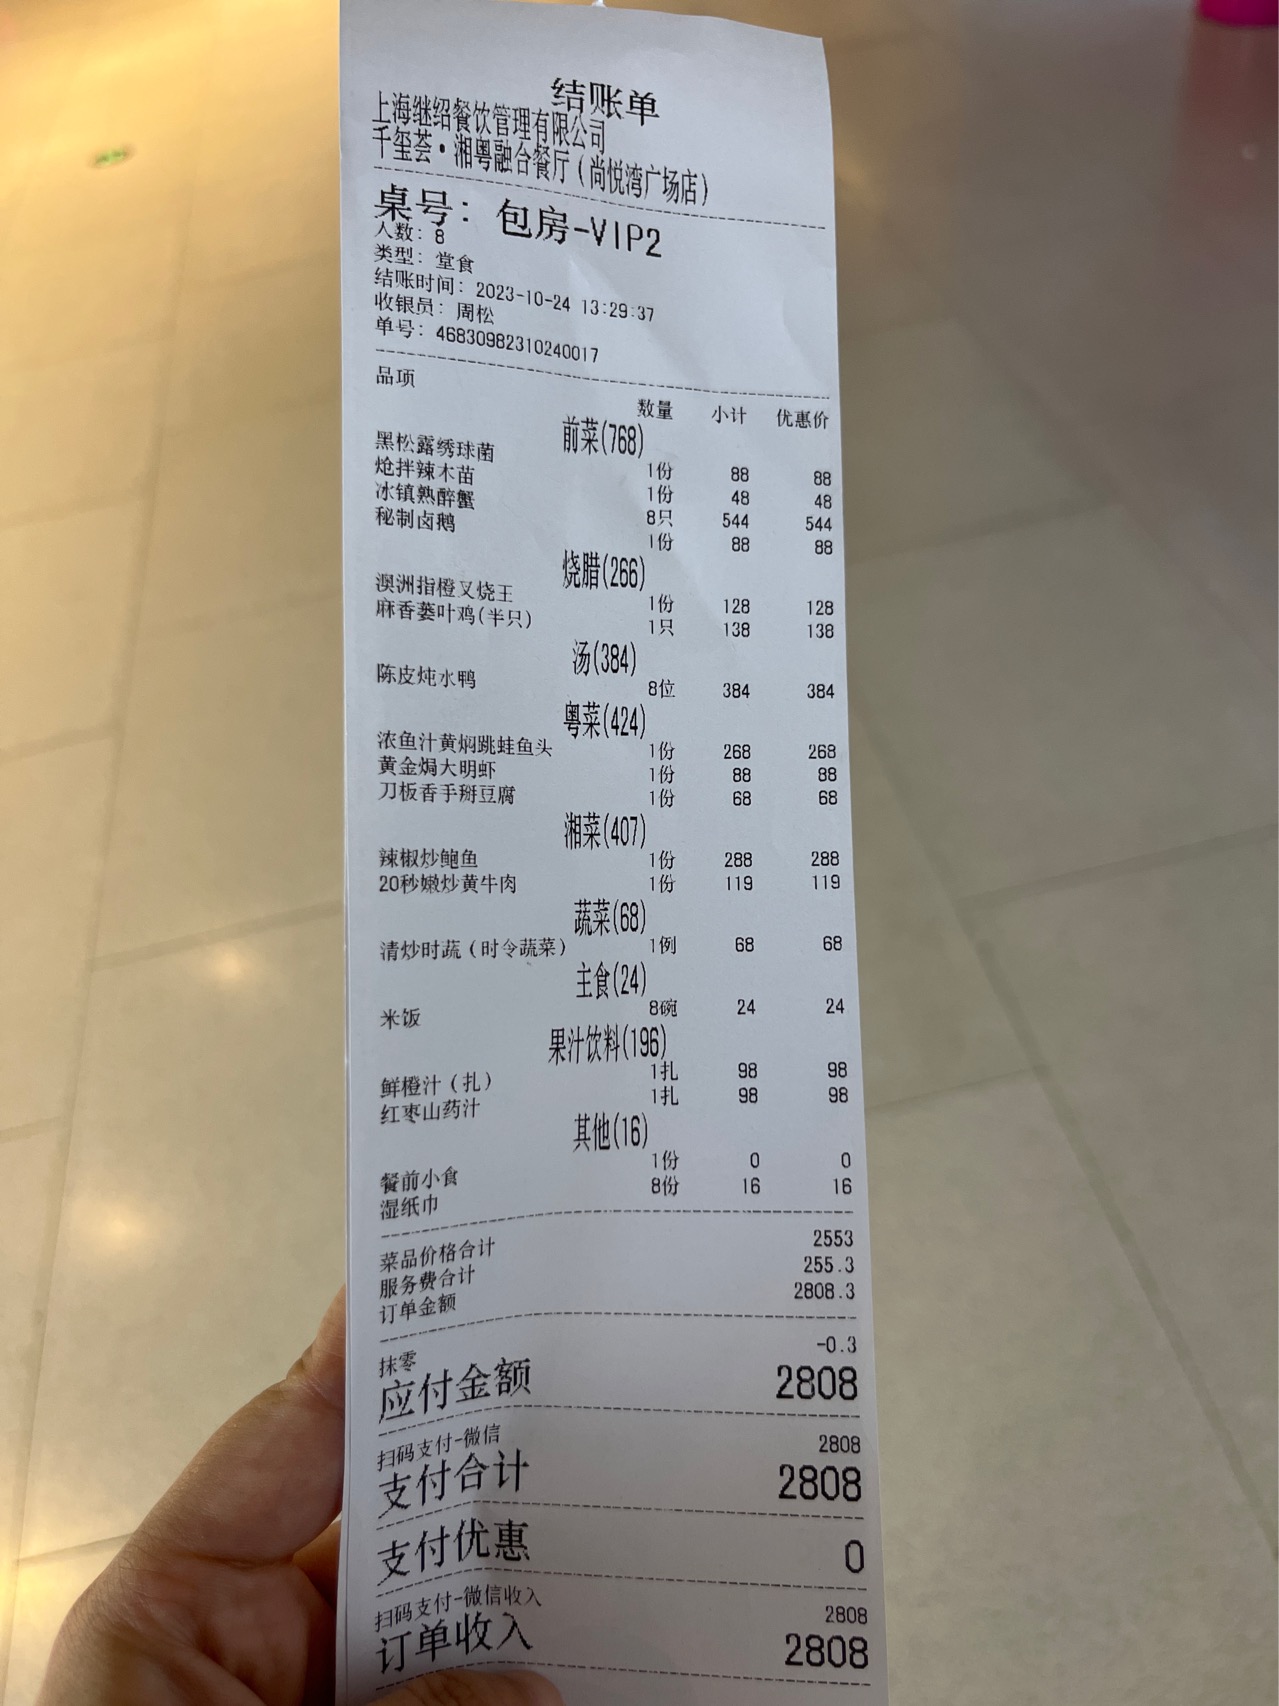 结账单
上海继绍餐饮管理有限公司
千玺荟·湘粤融合餐厅(尚悦湾广场店)
桌号: 包房-VIP2
人数: 8
类型: 堂食
结账时间: 2023-10-24 13:29:37
收银员: 周松
单号: 46830982310240017
品项 数量 小计 优惠价
前菜(768)
黑松露绣球菌 1份 88 88
炝拌辣木苗 1份 48 48
冰镇熟醉蟹 8只 544 544
秘制卤鹅 1份 88 88
烧腊(266)
澳洲指橙叉烧王 1份 128 128
麻香蒌叶鸡(半只) 1只 138 138
汤(384)
陈皮炖水鸭 8位 384 384
粤菜(424)
浓鱼汁黄焖跳蛙鱼头 1份 268 268
黄金焗大明虾 1份 88 88
刀板香手掰豆腐 1份 68 68
湘菜(407)
辣椒炒鲍鱼 1份 288 288
20秒嫩炒黄牛肉 1份 119 119
蔬菜(68)
清炒时蔬(时令蔬菜) 1例 68 68
主食(24)
米饭 8碗 24 24
果汁饮料(196)
鲜橙汁(扎) 1扎 98 98
红枣山药汁 1扎 98 98
其他(16)
餐前小食 1份 0 0
湿纸巾 8份 16 16
菜品价格合计 2553
服务费合计 255.3
订单金额 2808.3
抹零 -0.3
应付金额 2808
扫码支付-微信 2808
支付合计 2808
支付优惠 0
扫码支付-微信收入 2808
订单收入 2808